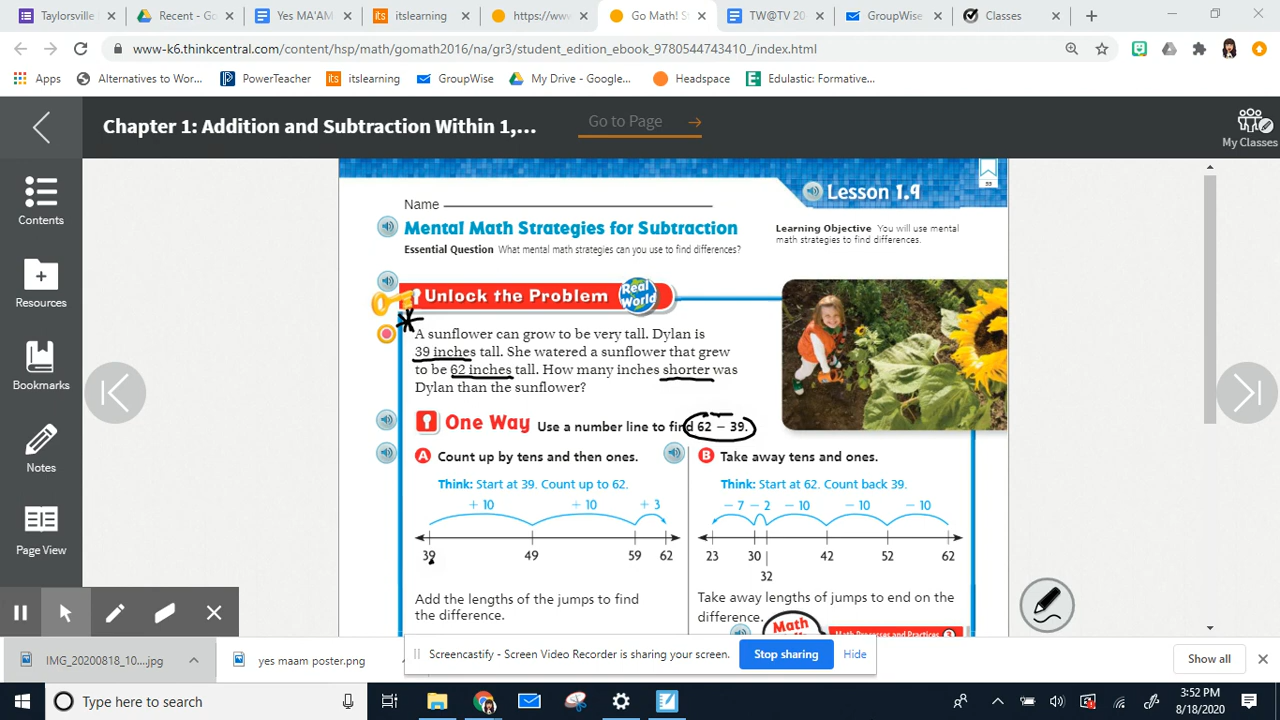 Taylorsville
Recent - Go
Yes MA'AM
itslearning
https://www
Go Math! S
TW@TV 20
GroupWise
Classes
www-k6.thinkcentral.com/content/hsp/math/gomath2016/na/gr3/student_edition_ebook_9780544743410_/index.html
Apps
Alternatives to Wor...
PowerTeacher
its itslearning
GroupWise
My Drive - Google...
Headspace
Edulastic: Formative...
Chapter 1: Addition and Subtraction Within 1,...
Go to Page
My Classes
Contents
Resources
Bookmarks
Notes
Page View
Lesson 1.9
Name
Mental Math Strategies for Subtraction
Essential Question What mental math strategies can you use to find differences?
Learning Objective You will use mental
math strategies to find differences.
Unlock the Problem
Real
World
A sunflower can grow to be very tall. Dylan is
39 inches tall. She watered a sunflower that grew
to be 62 inches tall. How many inches shorter was
Dylan than the sunflower?
One Way Use a number line to find 62 − 39.
A Count up by tens and then ones.
Think: Start at 39. Count up to 62.
+ 10 + 10 + 3
39 49 59 62
Add the lengths of the jumps to find
the difference.
B Take away tens and ones.
Think: Start at 62. Count back 39.
− 7 − 2 − 10 − 10 − 10
23 30 42 52 62
32
Take away lengths of jumps to end on the
difference.
Math
Math Processes and Practices 3
Screencastify - Screen Video Recorder is sharing your screen.
Stop sharing
Hide
IMG_20200818_10....jpg
yes maam poster.png
Show all
Type here to search
3:52 PM
8/18/2020